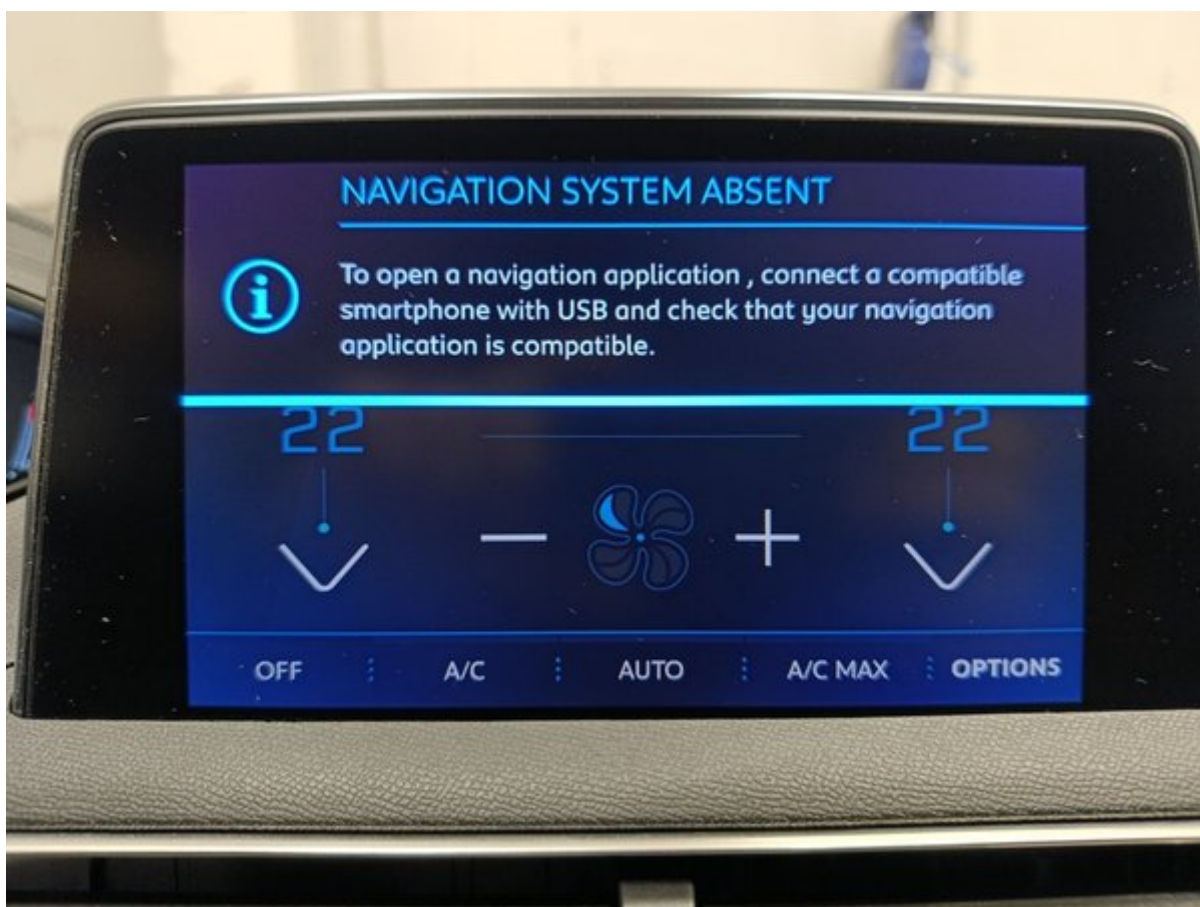 NAVIGATION SYSTEM ABSENT
To open a navigation application , connect a compatible
smartphone with USB and check that your navigation
application is compatible.
22 22
OFF A/C AUTO A/C MAX OPTIONS